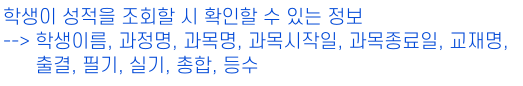 학생이 성적을 조회할 시 확인할 수 있는 정보
--> 학생이름, 과정명, 과목명, 과목시작일, 과목종료일, 교재명,
출결, 필기, 실기, 총합, 등수